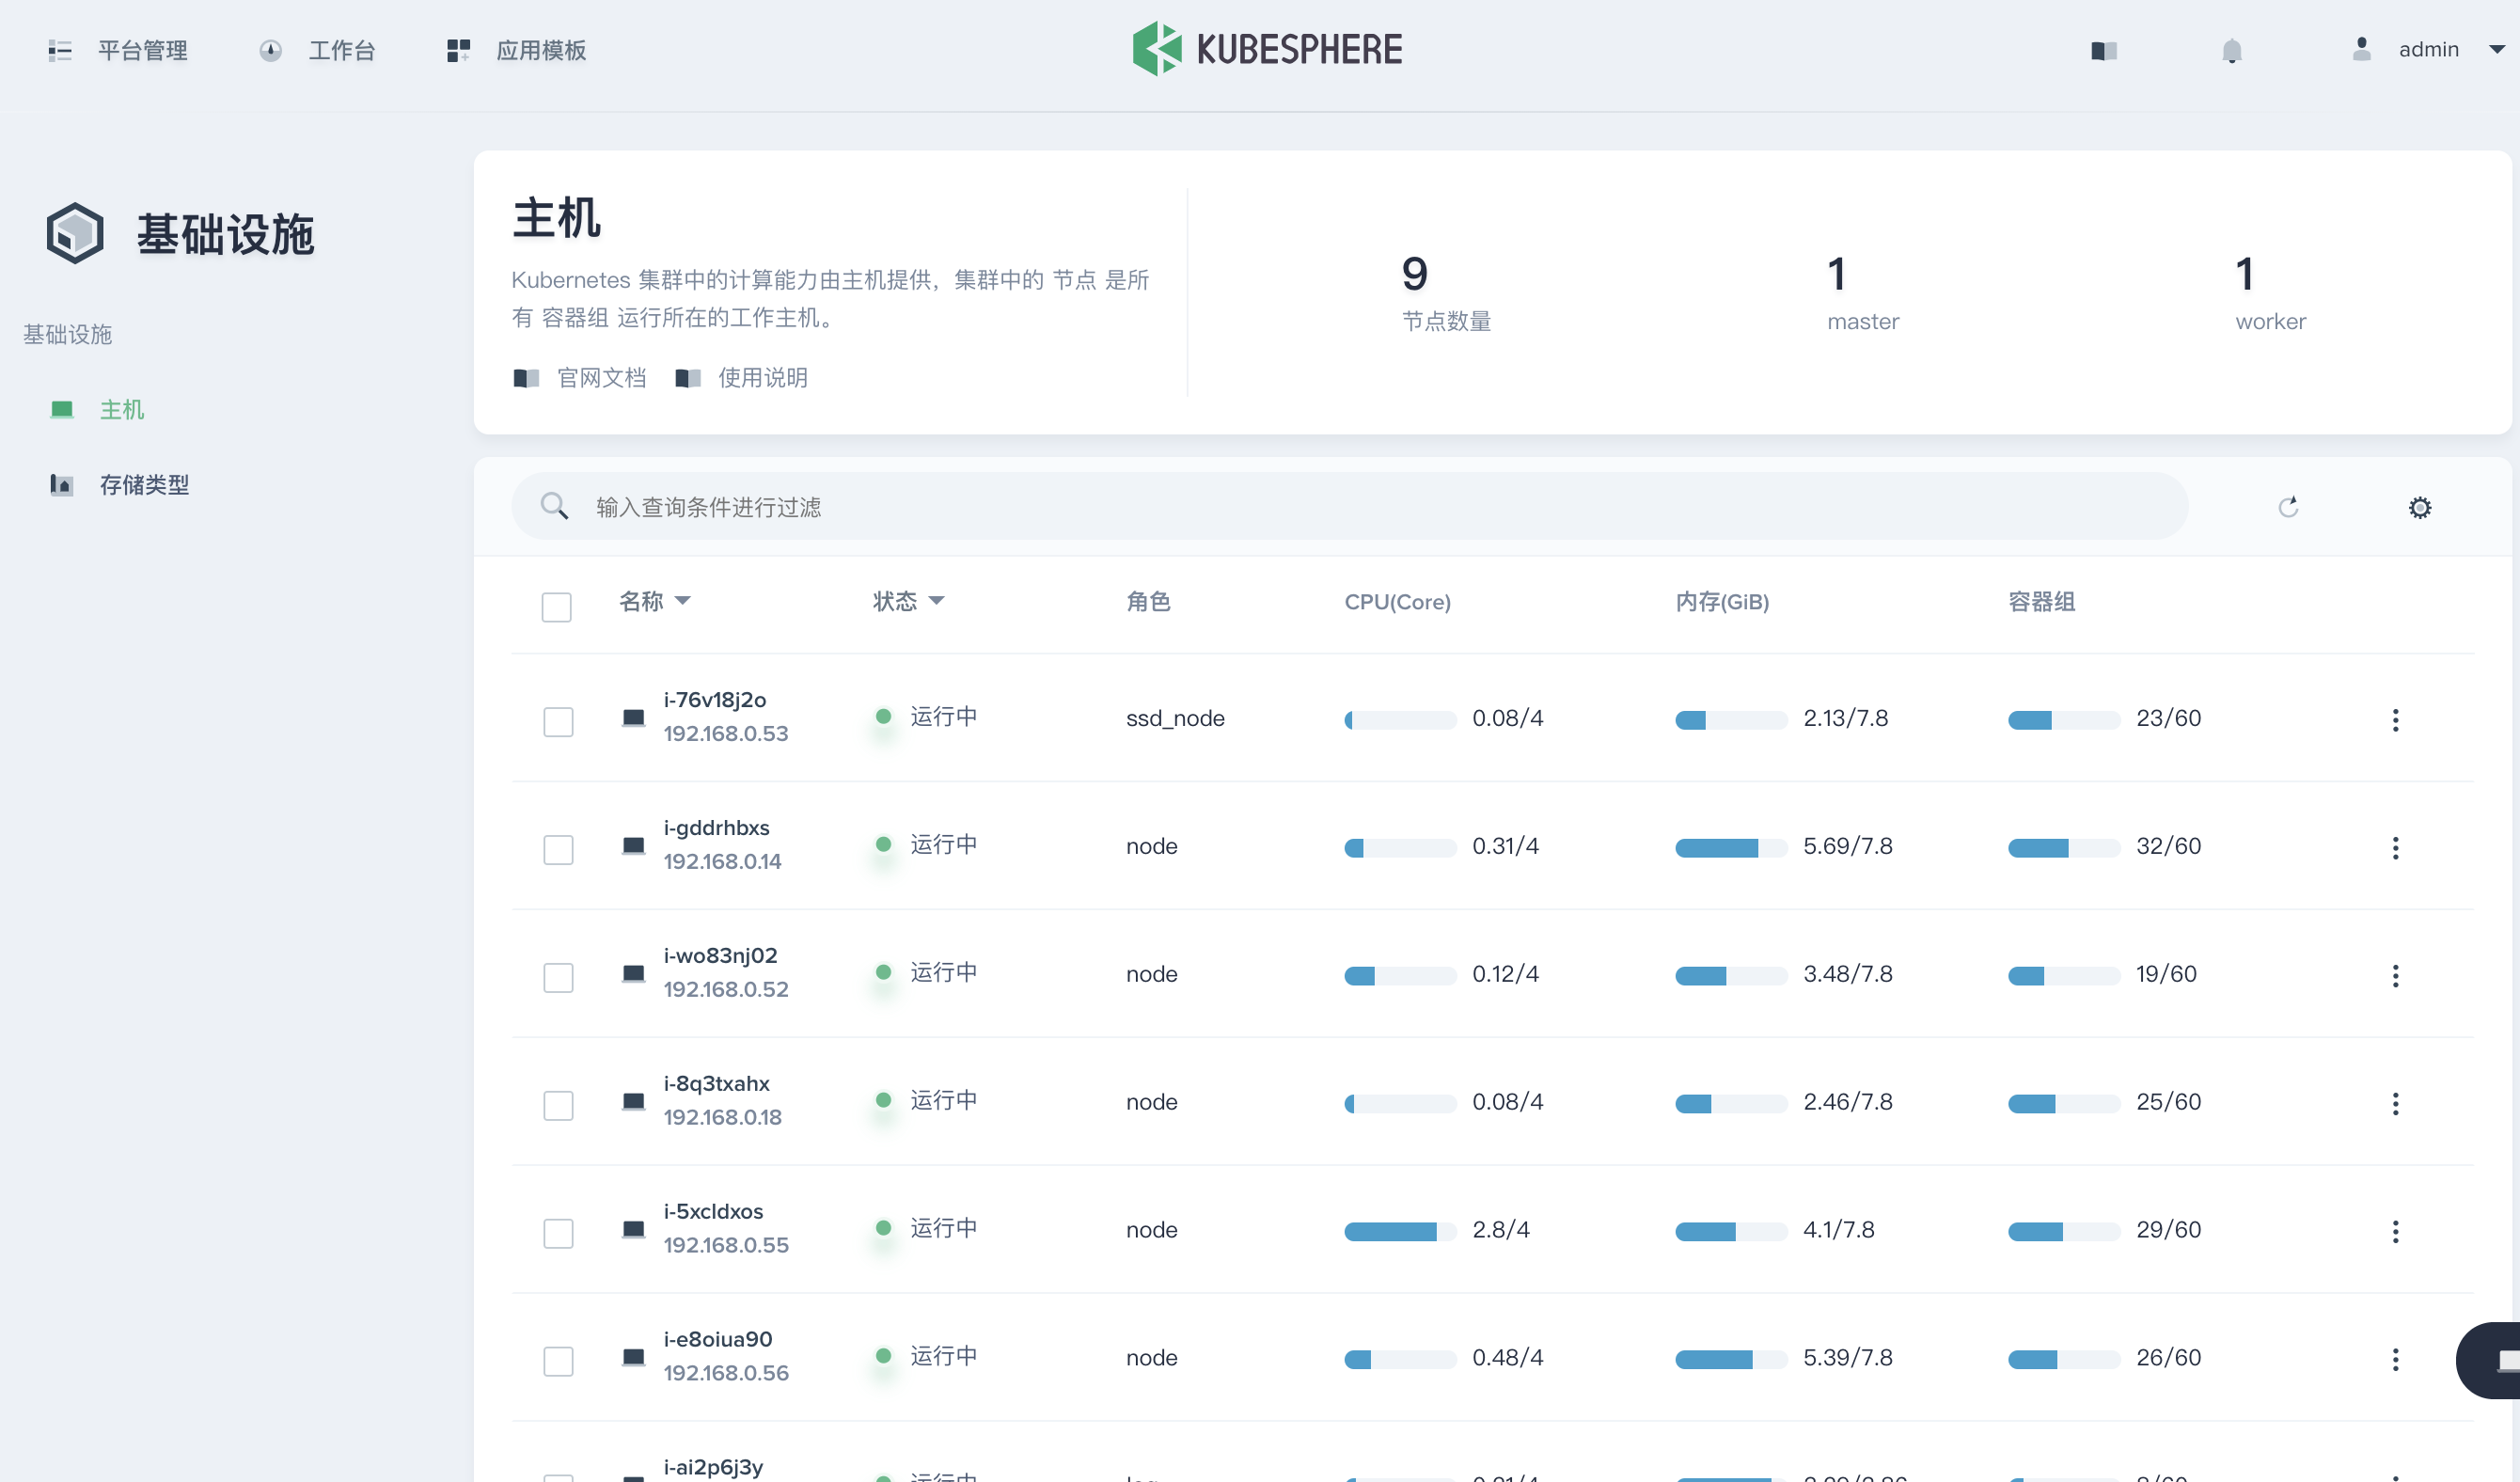 平台管理
工作台
应用模板
KUBESPHERE
admin
基础设施
基础设施
主机
存储类型
主机
Kubernetes 集群中的计算能力由主机提供，集群中的 节点 是所
有 容器组 运行所在的工作主机。
官网文档 使用说明
9
节点数量
1
master
1
worker
输入查询条件进行过滤
名称 状态 角色 CPU(Core) 内存(GiB) 容器组
i-76v18j2o
192.168.0.53
运行中 ssd_node 0.08/4 2.13/7.8 23/60
i-gddrhbxs
192.168.0.14
运行中 node 0.31/4 5.69/7.8 32/60
i-wo83nj02
192.168.0.52
运行中 node 0.12/4 3.48/7.8 19/60
i-8q3txahx
192.168.0.18
运行中 node 0.08/4 2.46/7.8 25/60
i-5xcldxos
192.168.0.55
运行中 node 2.8/4 4.1/7.8 29/60
i-e8oiua90
192.168.0.56
运行中 node 0.48/4 5.39/7.8 26/60
i-ai2p6j3y
运行中